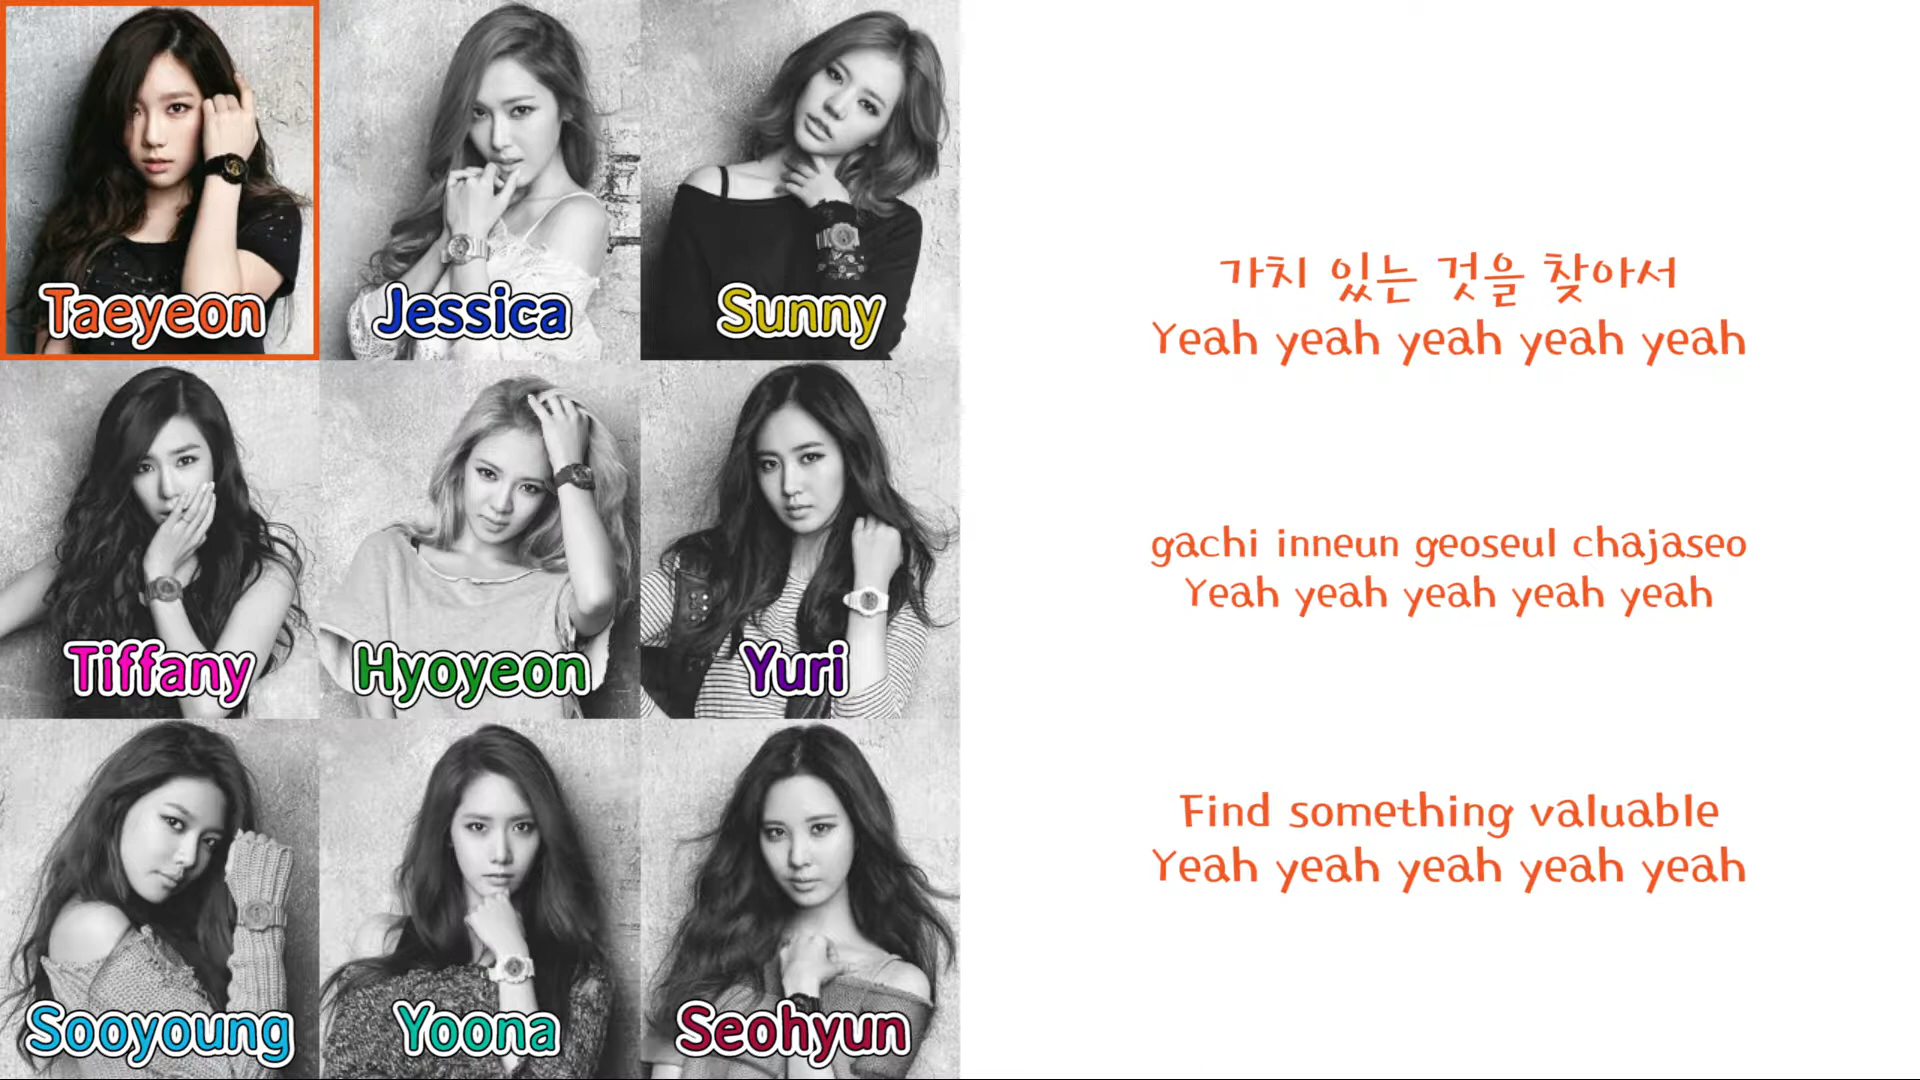 Taeyeon
Jessica
Sunny
Tiffany
Hyoyeon
Yuri
Sooyoung
Yoona
Seohyun
가치 있는 것을 찾아서
Yeah yeah yeah yeah yeah
gachi inneun geoseul chajaseo
Yeah yeah yeah yeah yeah
Find something valuable
Yeah yeah yeah yeah yeah